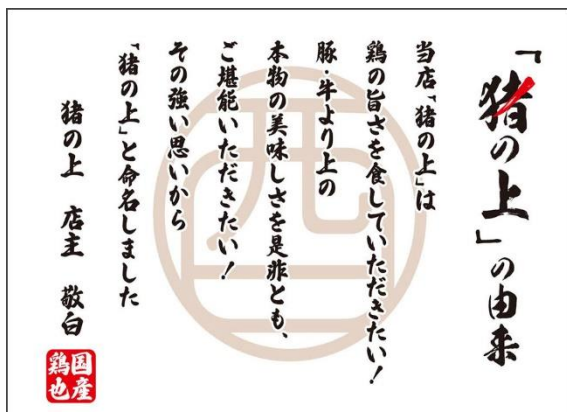 「猪の上」の由来
当店「猪の上」は
鶏の旨さを食していただきたい！
豚・牛より上の
本物の美味しさを是非とも、
ご堪能いただきたい！
その強い思いから
「猪の上」と命名しました
猪の上 店主 敬白
国産
鶏也
酉